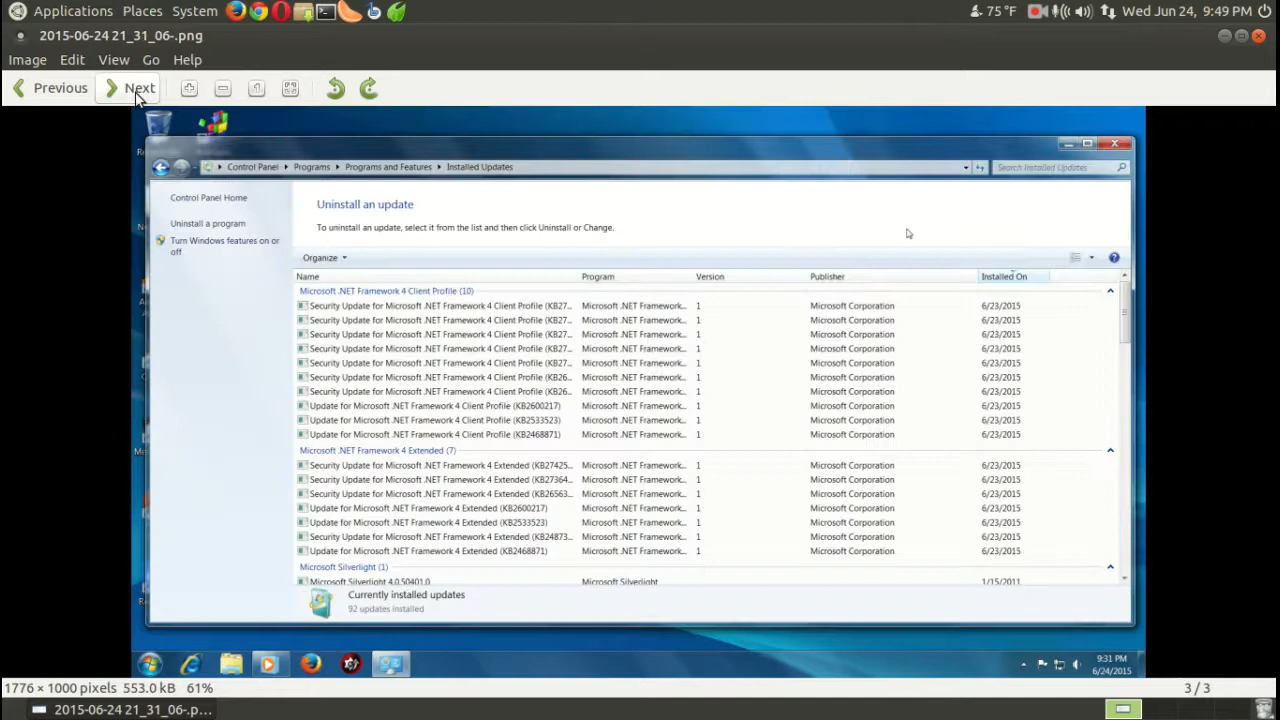 Applications Places System 75 °F Wed Jun 24, 9:49 PM
2015-06-24 21_31_06-.png
Image Edit View Go Help
Previous Next
Control Panel Programs Programs and Features Installed Updates Search Installed Updates
Control Panel Home
Uninstall a program
Turn Windows features on or
off
Uninstall an update
To uninstall an update, select it from the list and then click Uninstall or Change.
Organize
Name Program Version Publisher Installed On
Microsoft .NET Framework 4 Client Profile (10)
Security Update for Microsoft .NET Framework 4 Client Profile (KB27... Microsoft .NET Framework... 1 Microsoft Corporation 6/23/2015
Security Update for Microsoft .NET Framework 4 Client Profile (KB27... Microsoft .NET Framework... 1 Microsoft Corporation 6/23/2015
Security Update for Microsoft .NET Framework 4 Client Profile (KB27... Microsoft .NET Framework... 1 Microsoft Corporation 6/23/2015
Security Update for Microsoft .NET Framework 4 Client Profile (KB27... Microsoft .NET Framework... 1 Microsoft Corporation 6/23/2015
Security Update for Microsoft .NET Framework 4 Client Profile (KB27... Microsoft .NET Framework... 1 Microsoft Corporation 6/23/2015
Security Update for Microsoft .NET Framework 4 Client Profile (KB26... Microsoft .NET Framework... 1 Microsoft Corporation 6/23/2015
Security Update for Microsoft .NET Framework 4 Client Profile (KB26... Microsoft .NET Framework... 1 Microsoft Corporation 6/23/2015
Update for Microsoft .NET Framework 4 Client Profile (KB2600217) Microsoft .NET Framework... 1 Microsoft Corporation 6/23/2015
Update for Microsoft .NET Framework 4 Client Profile (KB2533523) Microsoft .NET Framework... 1 Microsoft Corporation 6/23/2015
Update for Microsoft .NET Framework 4 Client Profile (KB2468871) Microsoft .NET Framework... 1 Microsoft Corporation 6/23/2015
Microsoft .NET Framework 4 Extended (7)
Security Update for Microsoft .NET Framework 4 Extended (KB27425... Microsoft .NET Framework... 1 Microsoft Corporation 6/23/2015
Security Update for Microsoft .NET Framework 4 Extended (KB27364... Microsoft .NET Framework... 1 Microsoft Corporation 6/23/2015
Security Update for Microsoft .NET Framework 4 Extended (KB26563... Microsoft .NET Framework... 1 Microsoft Corporation 6/23/2015
Update for Microsoft .NET Framework 4 Extended (KB2600217) Microsoft .NET Framework... 1 Microsoft Corporation 6/23/2015
Update for Microsoft .NET Framework 4 Extended (KB2533523) Microsoft .NET Framework... 1 Microsoft Corporation 6/23/2015
Security Update for Microsoft .NET Framework 4 Extended (KB24873... Microsoft .NET Framework... 1 Microsoft Corporation 6/23/2015
Update for Microsoft .NET Framework 4 Extended (KB2468871) Microsoft .NET Framework... 1 Microsoft Corporation 6/23/2015
Microsoft Silverlight (1)
Microsoft Silverlight 4.0.50401.0 Microsoft Silverlight 1/15/2011
Currently installed updates
92 updates installed
9:31 PM
6/24/2015
1776 × 1000 pixels 553.0 kB 61% 3 / 3
2015-06-24 21_31_06-.p...